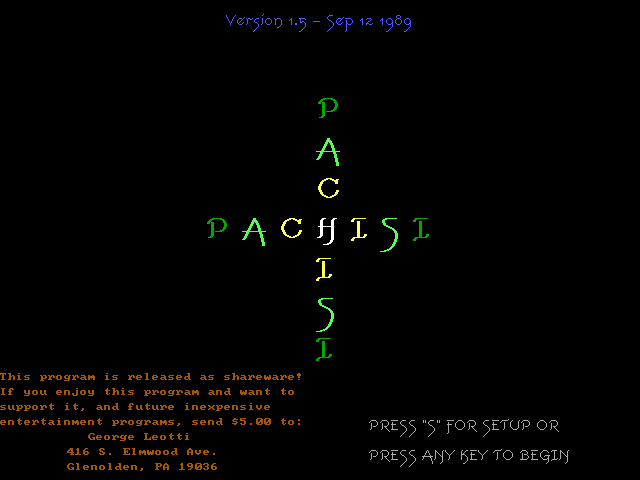 Version 1.5 - Sep 12 1989
P
A
C
P A C H I S I
I
S
I
This program is released as shareware!
If you enjoy this program and want to
support it, and future inexpensive
entertainment programs, send $5.00 to:
George Leotti
416 S. Elmwood Ave.
Glenolden, PA 19036
PRESS "S" FOR SETUP OR
PRESS ANY KEY TO BEGIN